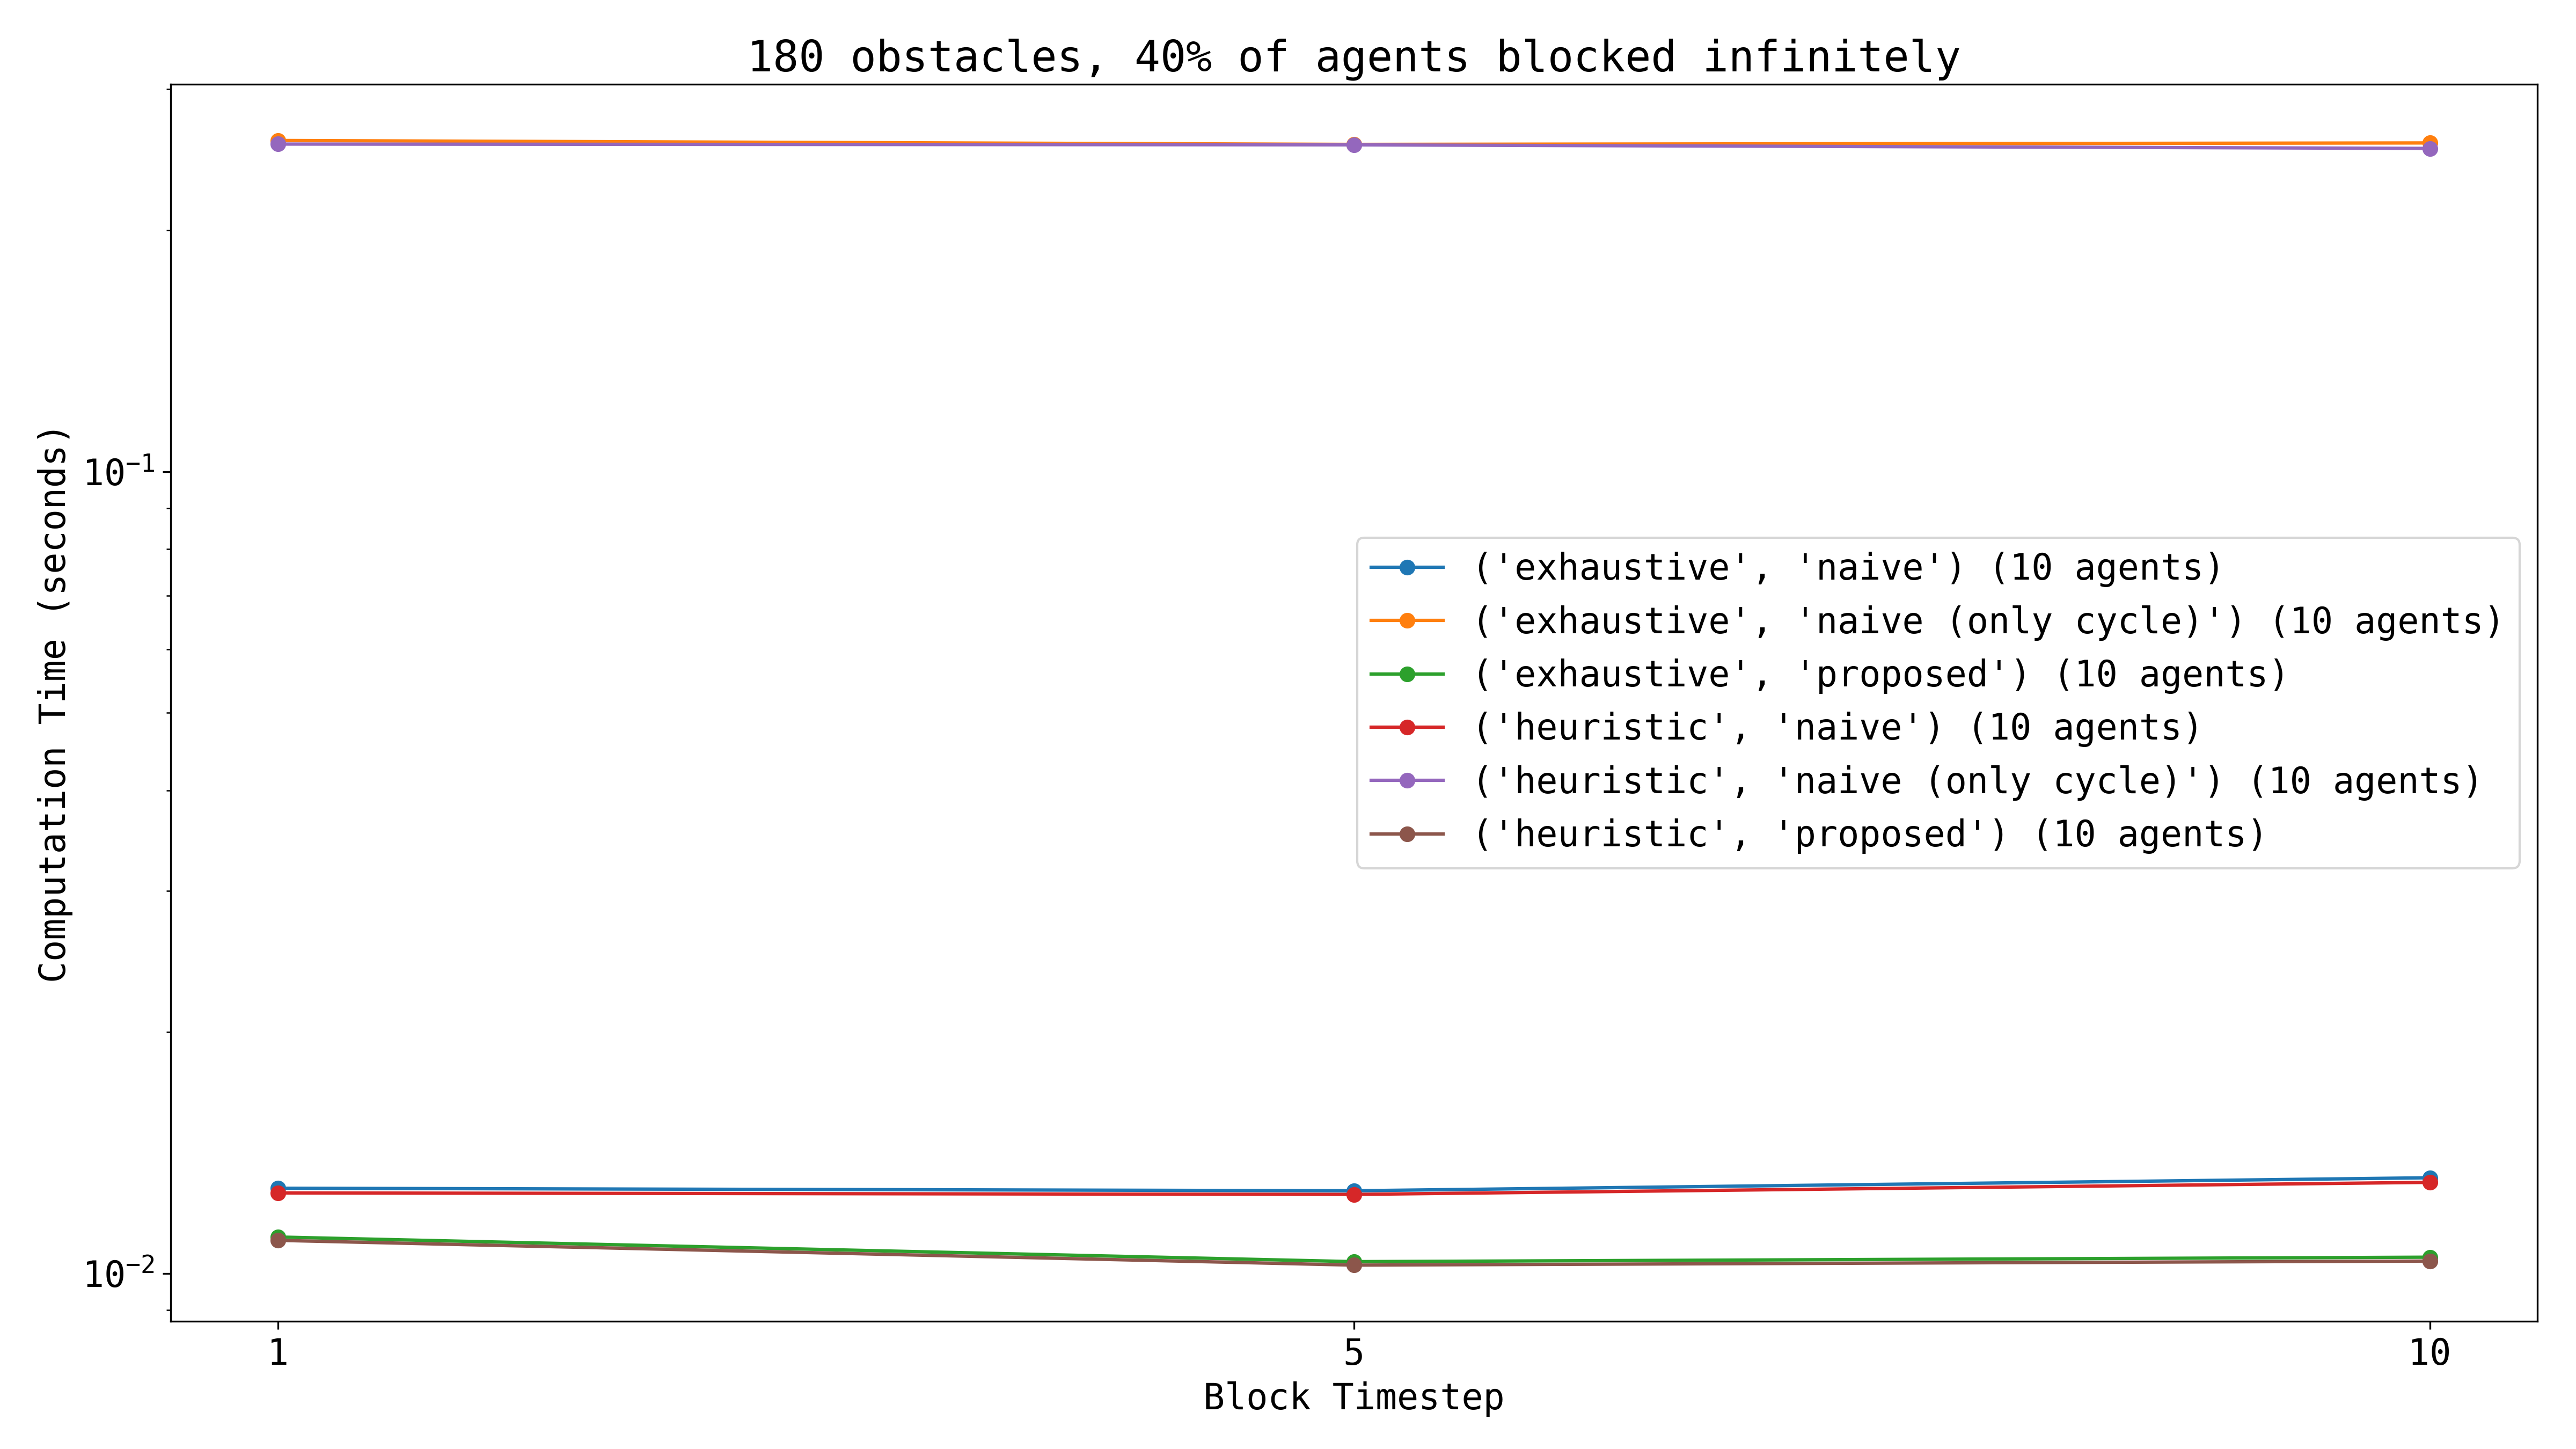 180 obstacles, 40% of agents blocked infinitely
Computation Time (seconds)
10⁻¹
10⁻²
('exhaustive', 'naive') (10 agents)
('exhaustive', 'naive (only cycle)') (10 agents)
('exhaustive', 'proposed') (10 agents)
('heuristic', 'naive') (10 agents)
('heuristic', 'naive (only cycle)') (10 agents)
('heuristic', 'proposed') (10 agents)
1 5 10
Block Timestep